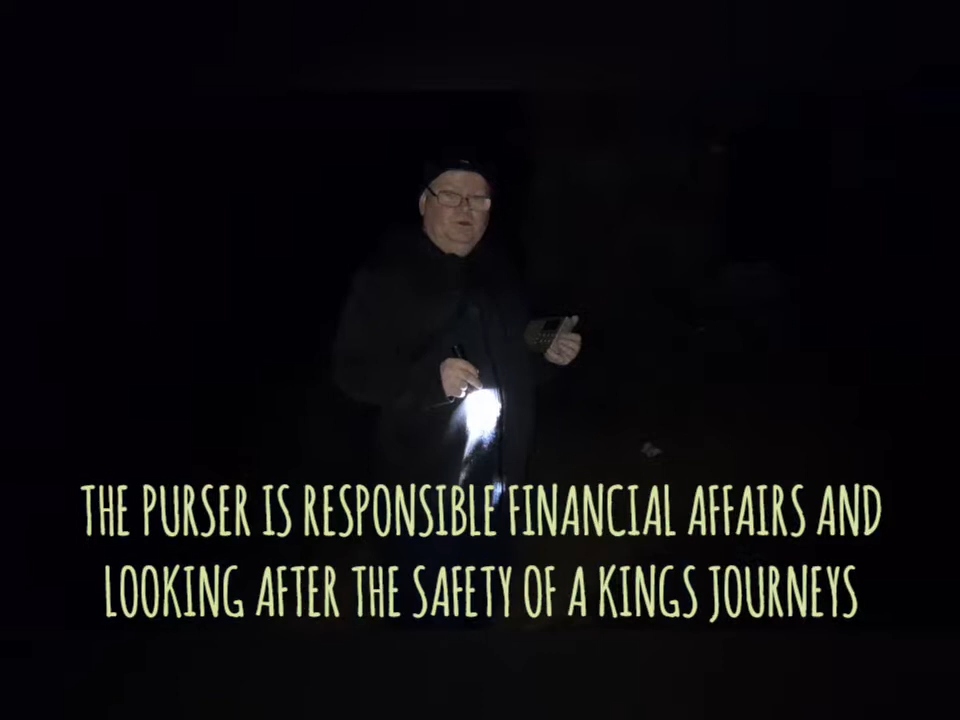 THE PURSER IS RESPONSIBLE FINANCIAL AFFAIRS AND
LOOKING AFTER THE SAFETY OF A KINGS JOURNEYS